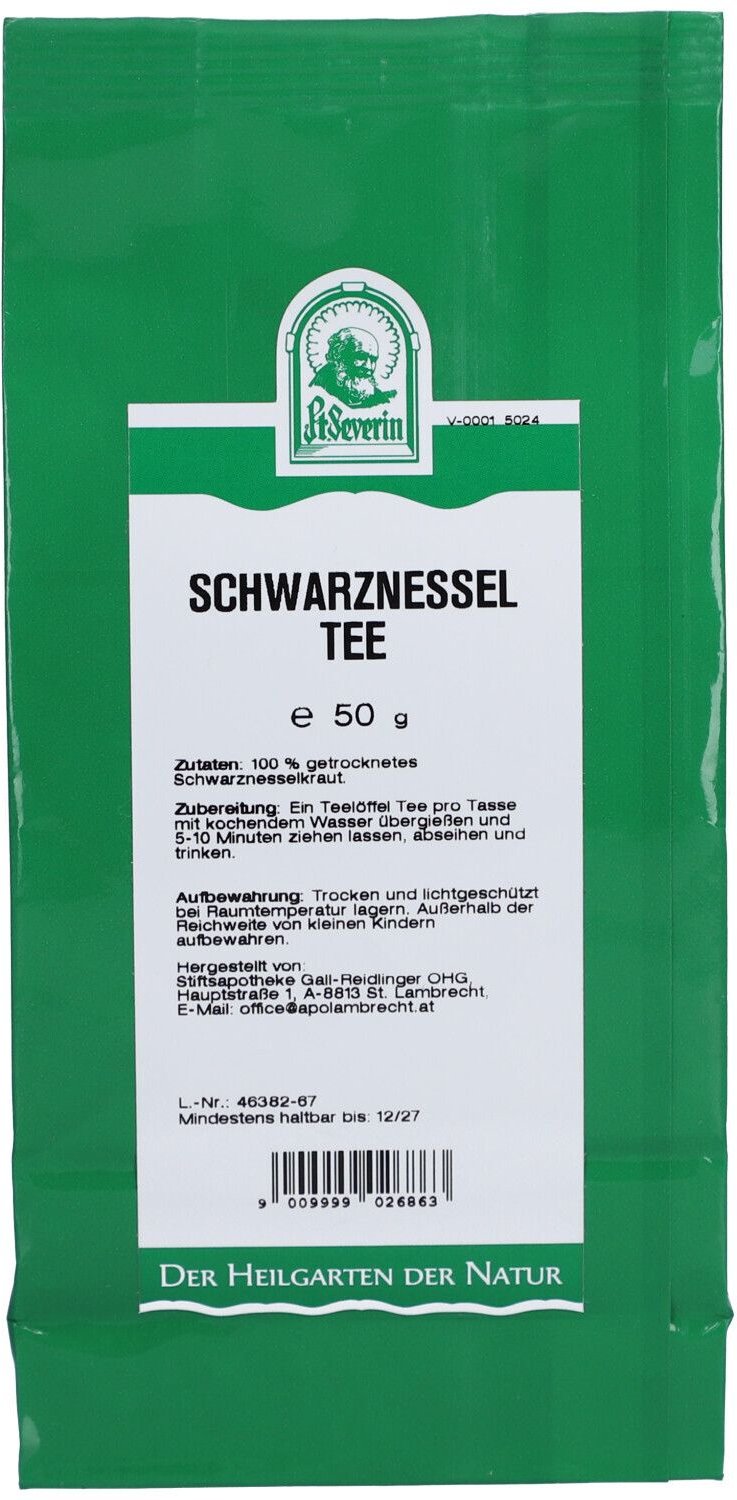 St.Severin
V-0001 5024
SCHWARZNESSEL
TEE
℮ 50 g
Zutaten: 100 % getrocknetes
Schwarznesselkraut.
Zubereitung: Ein Teelöffel Tee pro Tasse
mit kochendem Wasser übergießen und
5-10 Minuten ziehen lassen, abseihen und
trinken.
Aufbewahrung: Trocken und lichtgeschützt
bei Raumtemperatur lagern. Außerhalb der
Reichweite von kleinen Kindern
aufbewahren.
Hergestellt von:
Stiftsapotheke Gall-Reidlinger OHG,
Hauptstraße 1, A-8813 St. Lambrecht,
E-Mail: office@apolambrecht.at
L.-Nr.: 46382-67
Mindestens haltbar bis: 12/27
9 009999 026863
DER HEILGARTEN DER NATUR